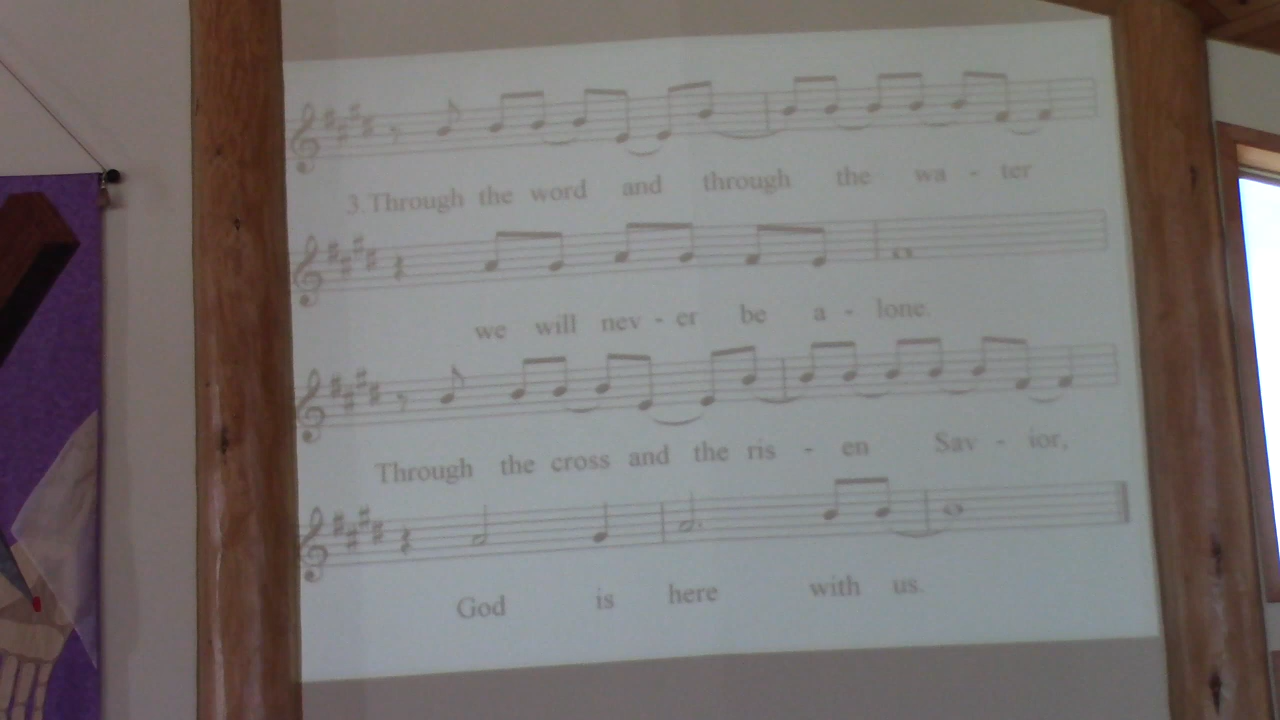 3.Through the word and through the wa - ter
we will nev - er be a - lone.
Through the cross and the ris - en Sav - ior,
God is here with us.